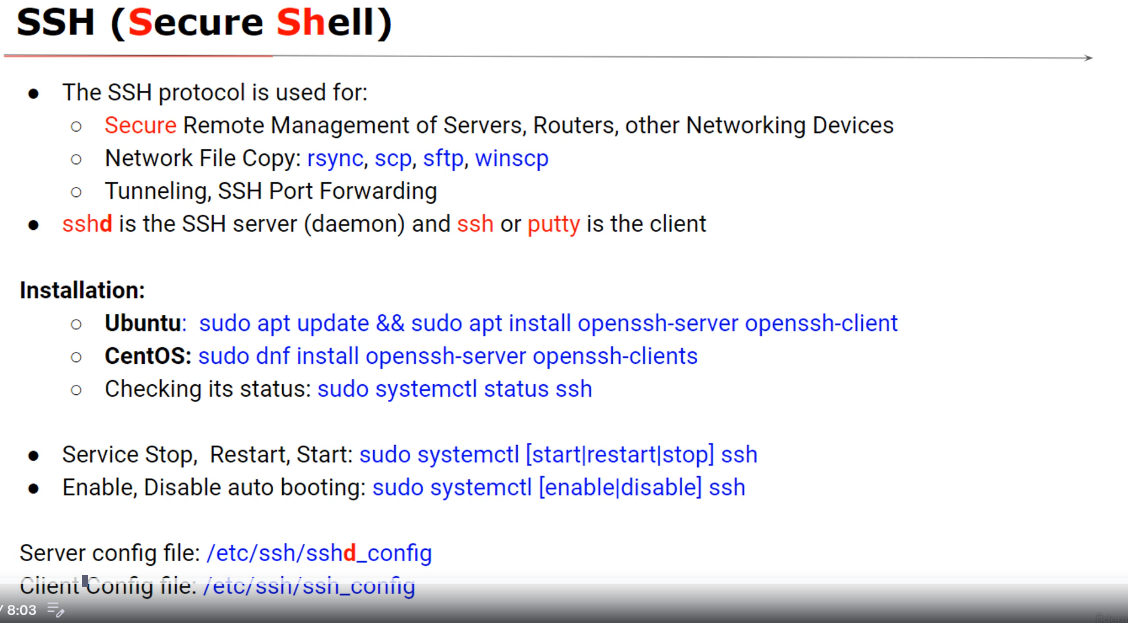 SSH (Secure Shell)
● The SSH protocol is used for:
○ Secure Remote Management of Servers, Routers, other Networking Devices
○ Network File Copy: rsync, scp, sftp, winscp
○ Tunneling, SSH Port Forwarding
● sshd is the SSH server (daemon) and ssh or putty is the client
Installation:
○ Ubuntu: sudo apt update && sudo apt install openssh-server openssh-client
○ CentOS: sudo dnf install openssh-server openssh-clients
○ Checking its status: sudo systemctl status ssh
● Service Stop, Restart, Start: sudo systemctl [start|restart|stop] ssh
● Enable, Disable auto booting: sudo systemctl [enable|disable] ssh
Server config file: /etc/ssh/sshd_config
Client Config file: /etc/ssh/ssh_config
/ 8:03